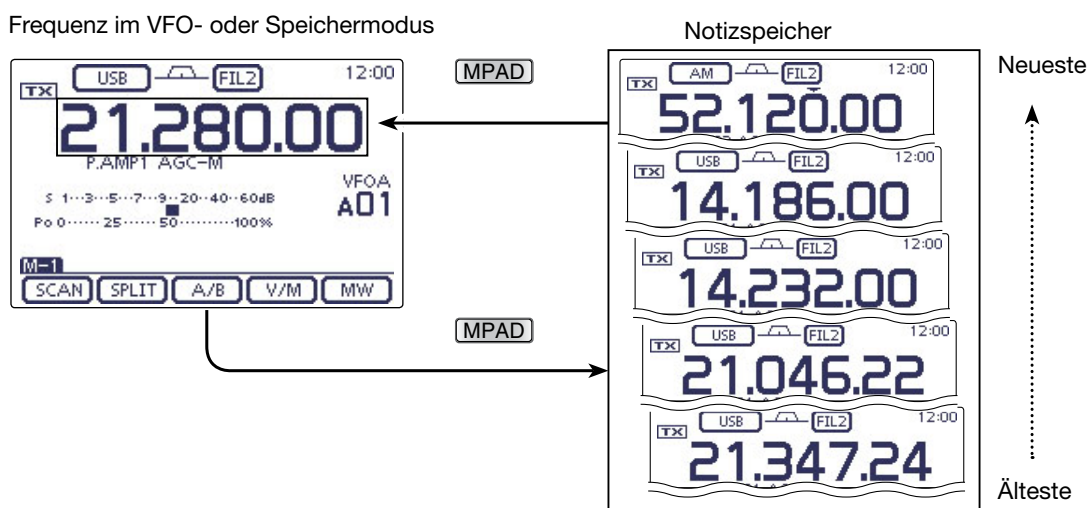 Frequenz im VFO- oder Speichermodus
USB FIL2 12:00
TX
21.280.00
P.AMP1 AGC-M
VFOA
A01
S 1···3···5···7···9··20··40··60dB
Po 0······ 25······ 50··········100%
M-1
SCAN SPLIT A/B V/M MW
MPAD
MPAD
Notizspeicher
AM FIL2 12:00
TX
52.120.00
USB FIL2 12:00
TX
14.186.00
USB FIL2 12:00
TX
14.232.00
USB FIL2 12:00
TX
21.046.22
USB FIL2 12:00
TX
21.347.24
Neueste
Älteste